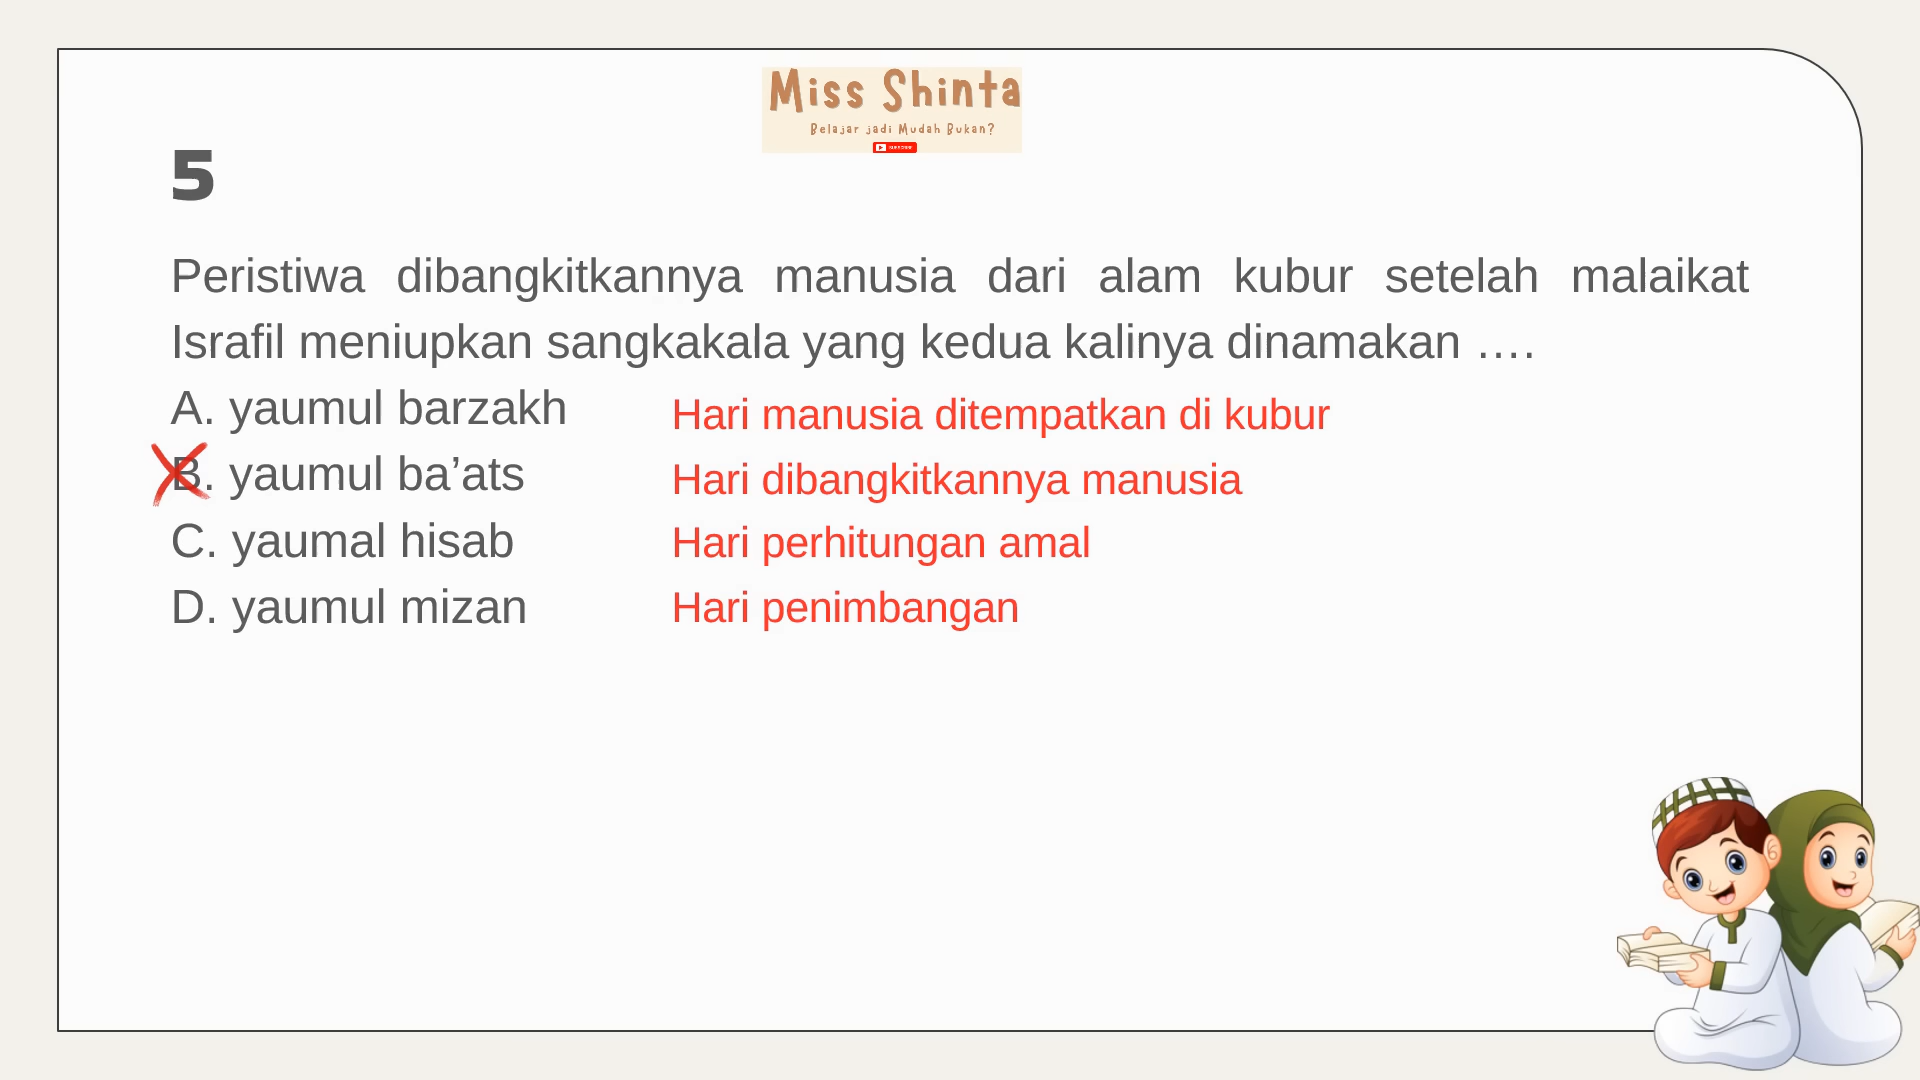 Miss Shinta
Belajar jadi Mudah Bukan?
SUBSCRIBE
5
Peristiwa dibangkitkannya manusia dari alam kubur setelah malaikat
Israfil meniupkan sangkakala yang kedua kalinya dinamakan ….
A. yaumul barzakh Hari manusia ditempatkan di kubur
B. yaumul ba’ats Hari dibangkitkannya manusia
C. yaumal hisab Hari perhitungan amal
D. yaumul mizan Hari penimbangan